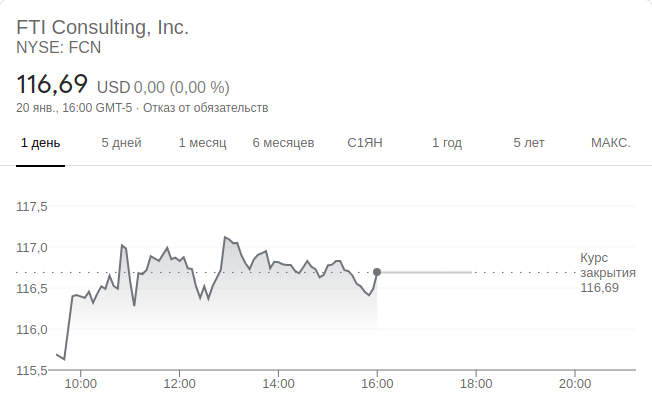 FTI Consulting, Inc.
NYSE: FCN
116,69 USD 0,00 (0,00 %)
20 янв., 16:00 GMT-5 · Отказ от обязательств
1 день 5 дней 1 месяц 6 месяцев С1ЯН 1 год 5 лет МАКС.
117,5
117,0
116,5
116,0
115,5
Курс
закрытия
116,69
10:00 12:00 14:00 16:00 18:00 20:00